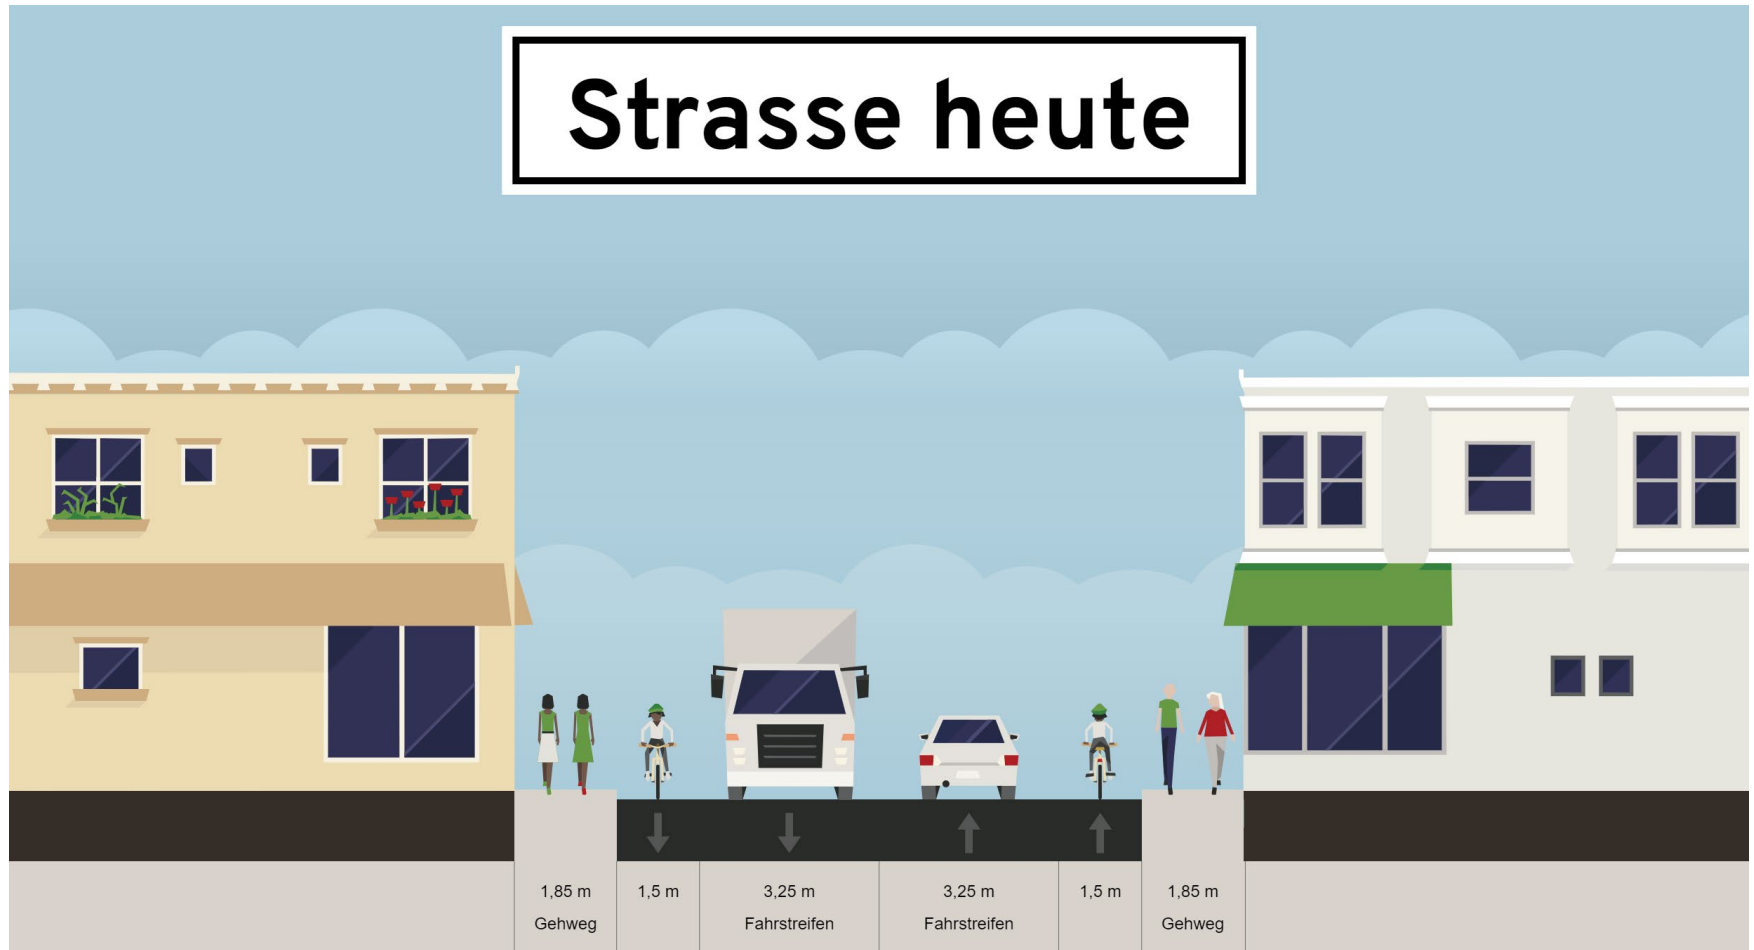 Strasse heute
1,85 m 1,5 m 3,25 m 3,25 m 1,5 m 1,85 m
Gehweg Fahrstreifen Fahrstreifen Gehweg